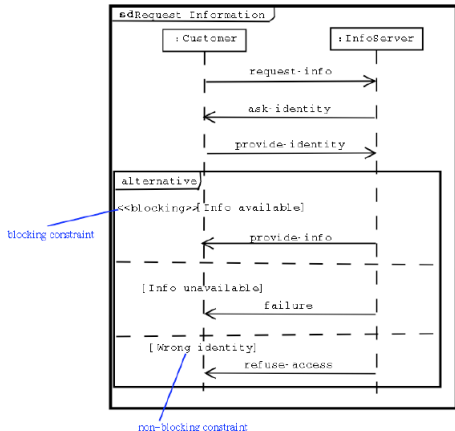 sdRequest Information
:Customer
:InfoServer
request-info
ask-identity
provide-identity
alternative
<<blocking>>[Info available]
blocking constraint
provide-info
[Info unavailable]
failure
[Wrong identity]
refuse-access
non-blocking constraint